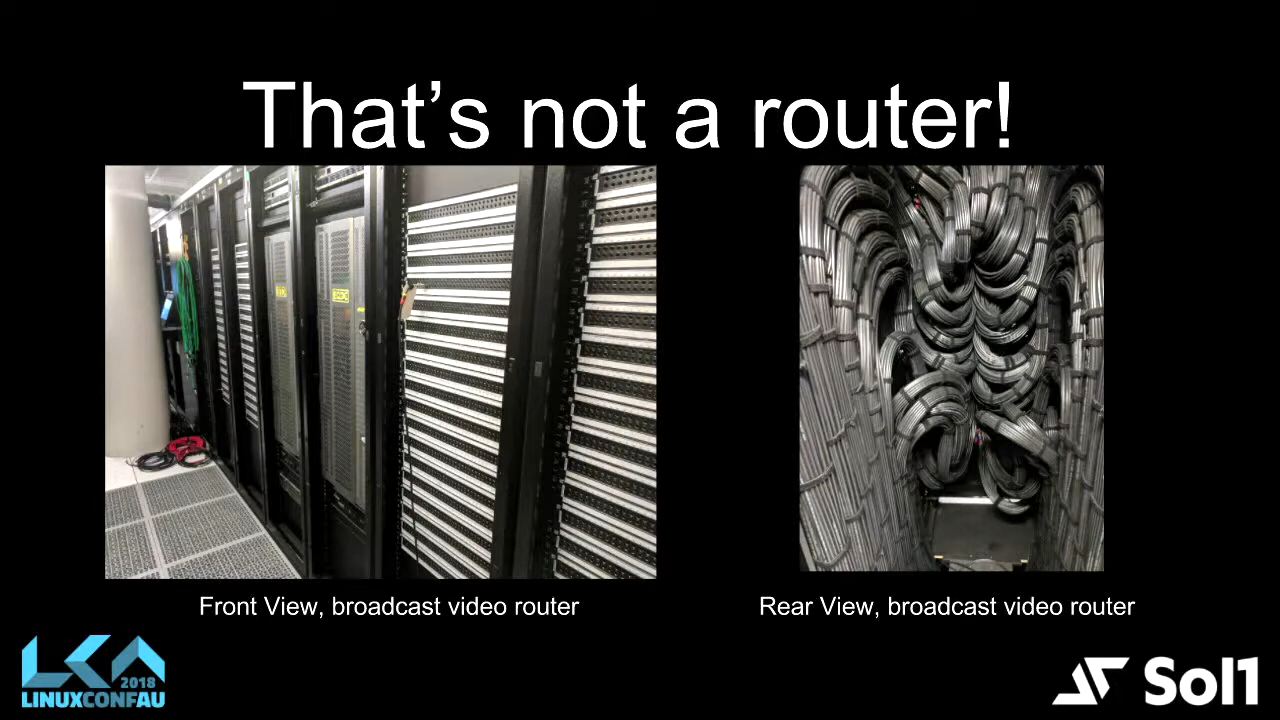 That's not a router!
Front View, broadcast video router
Rear View, broadcast video router
2018
LINUXCONFAU
Sol1